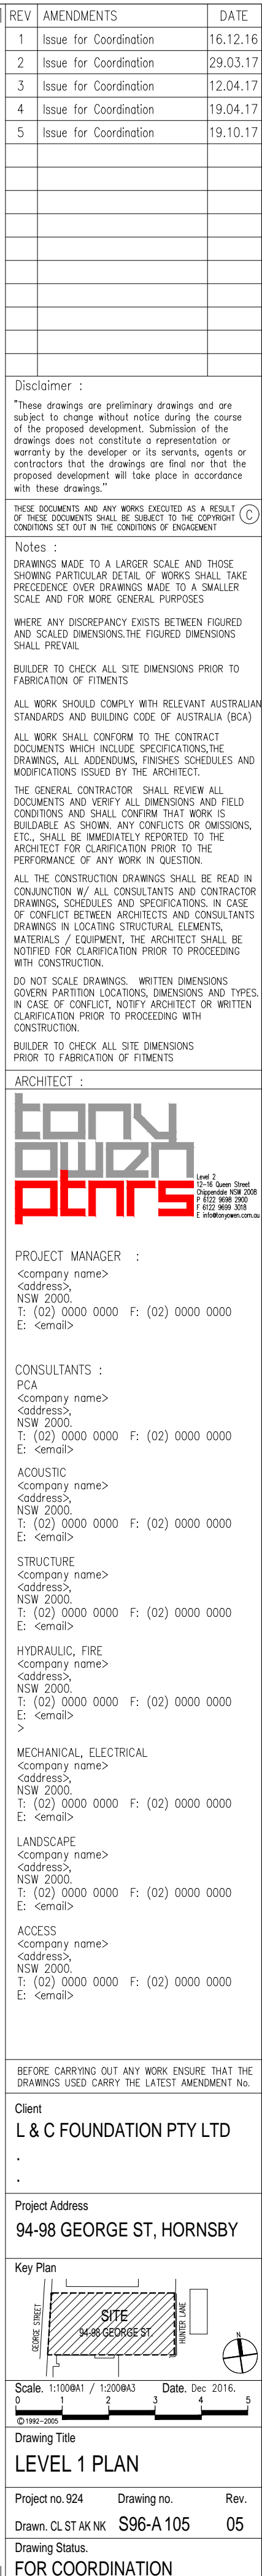 REV AMENDMENTS DATE
1 Issue for Coordination 16.12.16
2 Issue for Coordination 29.03.17
3 Issue for Coordination 12.04.17
4 Issue for Coordination 19.04.17
5 Issue for Coordination 19.10.17
Disclaimer :
"These drawings are preliminary drawings and are
subject to change without notice during the course
of the proposed development. Submission of the
drawings does not constitute a representation or
warranty by the developer or its servants, agents or
contractors that the drawings are final nor that the
proposed development will take place in accordance
with these drawings."
THESE DOCUMENTS AND ANY WORKS EXECUTED AS A RESULT
OF THESE DOCUMENTS SHALL BE SUBJECT TO THE COPYRIGHT
CONDITIONS SET OUT IN THE CONDITIONS OF ENGAGEMENT
C
Notes :
DRAWINGS MADE TO A LARGER SCALE AND THOSE
SHOWING PARTICULAR DETAIL OF WORKS SHALL TAKE
PRECEDENCE OVER DRAWINGS MADE TO A SMALLER
SCALE AND FOR MORE GENERAL PURPOSES
WHERE ANY DISCREPANCY EXISTS BETWEEN FIGURED
AND SCALED DIMENSIONS.THE FIGURED DIMENSIONS
SHALL PREVAIL
BUILDER TO CHECK ALL SITE DIMENSIONS PRIOR TO
FABRICATION OF FITMENTS
ALL WORK SHOULD COMPLY WITH RELEVANT AUSTRALIAN
STANDARDS AND BUILDING CODE OF AUSTRALIA (BCA)
ALL WORK SHALL CONFORM TO THE CONTRACT
DOCUMENTS WHICH INCLUDE SPECIFICATIONS,THE
DRAWINGS, ALL ADDENDUMS, FINISHES SCHEDULES AND
MODIFICATIONS ISSUED BY THE ARCHITECT.
THE GENERAL CONTRACTOR SHALL REVIEW ALL
DOCUMENTS AND VERIFY ALL DIMENSIONS AND FIELD
CONDITIONS AND SHALL CONFIRM THAT WORK IS
BUILDABLE AS SHOWN. ANY CONFLICTS OR OMISSIONS,
ETC., SHALL BE IMMEDIATELY REPORTED TO THE
ARCHITECT FOR CLARIFICATION PRIOR TO THE
PERFORMANCE OF ANY WORK IN QUESTION.
ALL THE CONSTRUCTION DRAWINGS SHALL BE READ IN
CONJUNCTION W/ ALL CONSULTANTS AND CONTRACTOR
DRAWINGS, SCHEDULES AND SPECIFICATIONS. IN CASE
OF CONFLICT BETWEEN ARCHITECTS AND CONSULTANTS
DRAWINGS IN LOCATING STRUCTURAL ELEMENTS,
MATERIALS / EQUIPMENT, THE ARCHITECT SHALL BE
NOTIFIED FOR CLARIFICATION PRIOR TO PROCEEDING
WITH CONSTRUCTION.
DO NOT SCALE DRAWINGS. WRITTEN DIMENSIONS
GOVERN PARTITION LOCATIONS, DIMENSIONS AND TYPES.
IN CASE OF CONFLICT, NOTIFY ARCHITECT OR WRITTEN
CLARIFICATION PRIOR TO PROCEEDING WITH
CONSTRUCTION.
BUILDER TO CHECK ALL SITE DIMENSIONS
PRIOR TO FABRICATION OF FITMENTS
ARCHITECT :
tony
owen
ptnrs
Level 2
12-16 Queen Street
Chippendale NSW 2008
P 6122 9698 2900
F 6122 9699 3018
E info@tonyowen.com.au
PROJECT MANAGER :
<company name>
<address>,
NSW 2000.
T: (02) 0000 0000 F: (02) 0000 0000
E: <email>
CONSULTANTS :
PCA
<company name>
<address>,
NSW 2000.
T: (02) 0000 0000 F: (02) 0000 0000
E: <email>
ACOUSTIC
<company name>
<address>,
NSW 2000.
T: (02) 0000 0000 F: (02) 0000 0000
E: <email>
STRUCTURE
<company name>
<address>,
NSW 2000.
T: (02) 0000 0000 F: (02) 0000 0000
E: <email>
HYDRAULIC, FIRE
<company name>
<address>,
NSW 2000.
T: (02) 0000 0000 F: (02) 0000 0000
E: <email>
>
MECHANICAL, ELECTRICAL
<company name>
<address>,
NSW 2000.
T: (02) 0000 0000 F: (02) 0000 0000
E: <email>
LANDSCAPE
<company name>
<address>,
NSW 2000.
T: (02) 0000 0000 F: (02) 0000 0000
E: <email>
ACCESS
<company name>
<address>,
NSW 2000.
T: (02) 0000 0000 F: (02) 0000 0000
E: <email>
BEFORE CARRYING OUT ANY WORK ENSURE THAT THE
DRAWINGS USED CARRY THE LATEST AMENDMENT No.
Client
L & C FOUNDATION PTY LTD
.
.
Project Address
94-98 GEORGE ST, HORNSBY
Key Plan
GEORGE STREET
SITE
94-98 GEORGE ST.
HUNTER LANE
N
Scale. 1:100@A1 / 1:200@A3 Date. Dec 2016.
0 1 2 3 4 5
©1992-2005
Drawing Title
LEVEL 1 PLAN
Project no. 924 Drawing no. Rev.
Drawn. CL ST AK NK S96-A 105 05
Drawing Status.
FOR COORDINATION